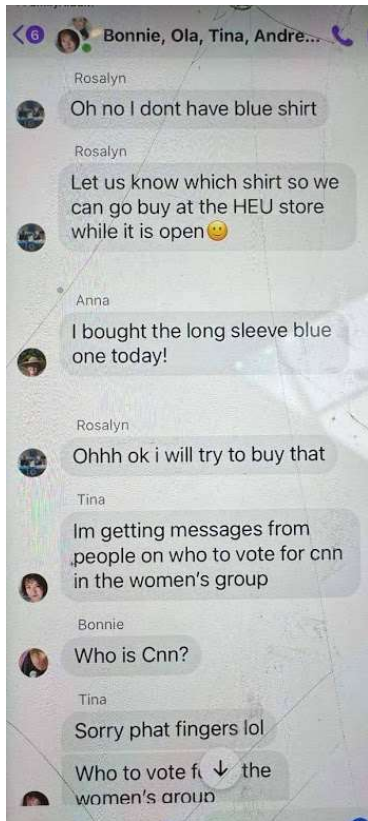 6
Bonnie, Ola, Tina, Andre...
Rosalyn
Oh no I dont have blue shirt
Rosalyn
Let us know which shirt so we
can go buy at the HEU store
while it is open🙂
Anna
I bought the long sleeve blue
one today!
Rosalyn
Ohhh ok i will try to buy that
Tina
Im getting messages from
people on who to vote for cnn
in the women's group
Bonnie
Who is Cnn?
Tina
Sorry phat fingers lol
Who to vote the
women's group